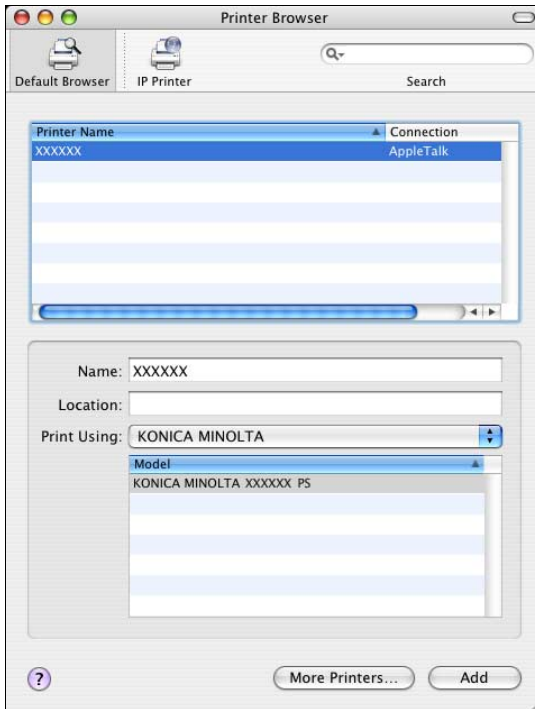 Printer Browser
Default Browser
IP Printer
Search
Printer Name Connection
XXXXXX AppleTalk
Name: XXXXXX
Location:
Print Using: KONICA MINOLTA
Model
KONICA MINOLTA XXXXXX PS
? More Printers... Add